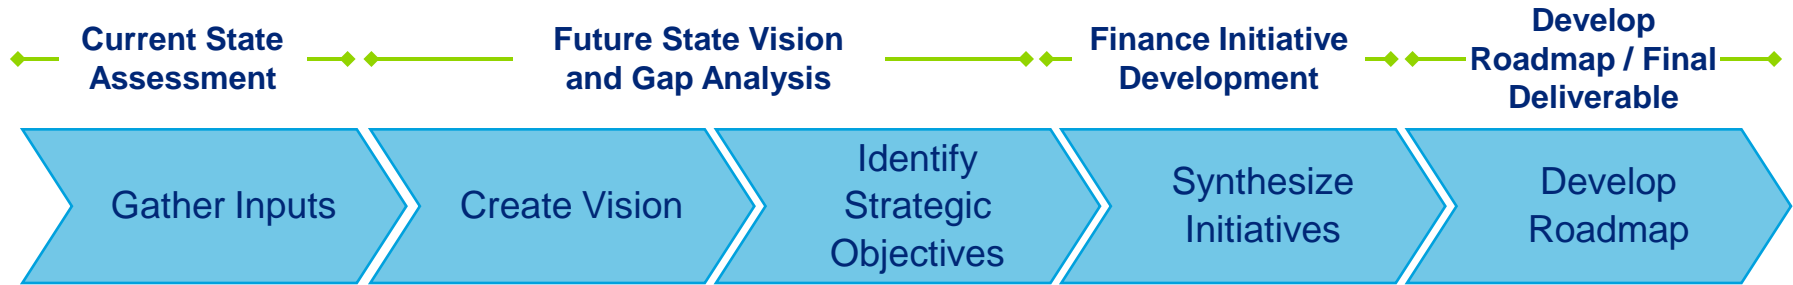 Current State
Assessment
Future State Vision
and Gap Analysis
Finance Initiative
Development
Develop
Roadmap / Final
Deliverable
Gather Inputs
Create Vision
Identify
Strategic
Objectives
Synthesize
Initiatives
Develop
Roadmap